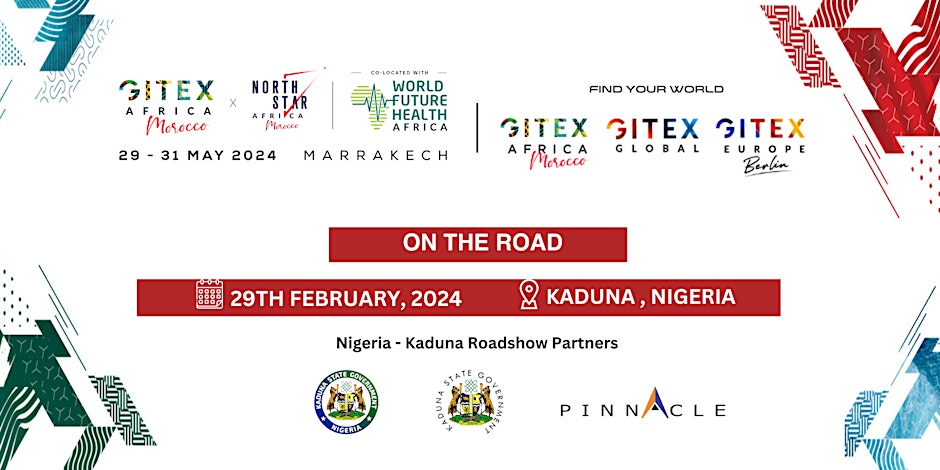 GITEX
AFRICA
Morocco
X
NORTH
STAR
AFRICA
Morocco
CO-LOCATED WITH
WORLD
FUTURE
HEALTH
AFRICA
29 - 31 MAY 2024 MARRAKECH
FIND YOUR WORLD
GITEX
AFRICA
Morocco
GITEX
GLOBAL
GITEX
EUROPE
Berlin
ON THE ROAD
29TH FEBRUARY, 2024 KADUNA , NIGERIA
Nigeria - Kaduna Roadshow Partners
KADUNA STATE GOVERNMENT
NIGERIA
KADUNA STATE GOVERNMENT
PINNACLE